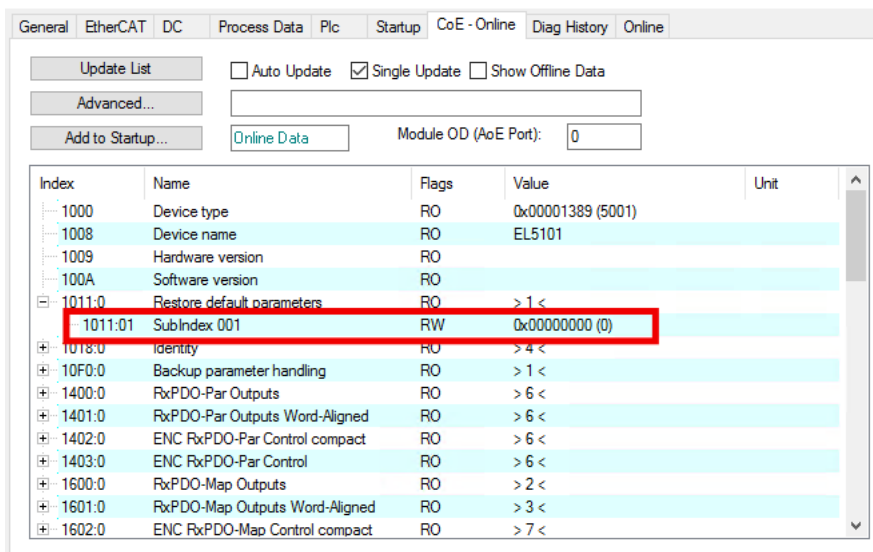 General EtherCAT DC Process Data Plc Startup CoE - Online Diag History Online
Update List Auto Update Single Update Show Offline Data
Advanced...
Add to Startup... Online Data Module OD (AoE Port): 0
Index Name Flags Value Unit
1000 Device type RO 0x00001389 (5001)
1008 Device name RO EL5101
1009 Hardware version RO
100A Software version RO
1011:0 Restore default parameters RO > 1 <
1011:01 SubIndex 001 RW 0x00000000 (0)
1018:0 Identity RO > 4 <
10F0:0 Backup parameter handling RO > 1 <
1400:0 RxPDO-Par Outputs RO > 6 <
1401:0 RxPDO-Par Outputs Word-Aligned RO > 6 <
1402:0 ENC RxPDO-Par Control compact RO > 6 <
1403:0 ENC RxPDO-Par Control RO > 6 <
1600:0 RxPDO-Map Outputs RO > 2 <
1601:0 RxPDO-Map Outputs Word-Aligned RO > 3 <
1602:0 ENC RxPDO-Map Control compact RO > 7 <